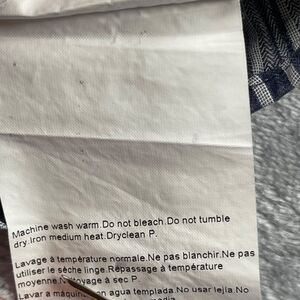 Machine wash warm.Do not bleach.Do not tumble
dry.Iron medium heat.Dryclean P.
Lavage à température normale.Ne pas blanchir.Ne pas
utiliser le sèche linge.Repassage à température
moyenne.Nettoyage à sec P.
Lavar a máquina con agua templada.No usar lejía.No
media